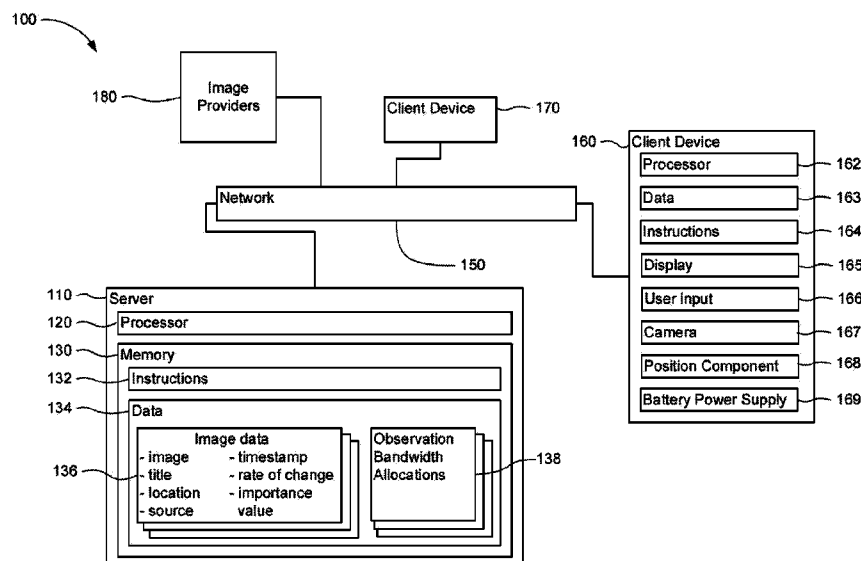 100
180
Image
Providers
Client Device
170
160
Client Device
Processor
162
Data
163
Instructions
164
Display
165
User Input
166
Camera
167
Position Component
168
Battery Power Supply
169
Network
150
110
Server
120
Processor
130
Memory
132
Instructions
134
Data
136
Image data
- image
- title
- location
- source
- timestamp
- rate of change
- importance
value
Observation
Bandwidth
Allocations
138